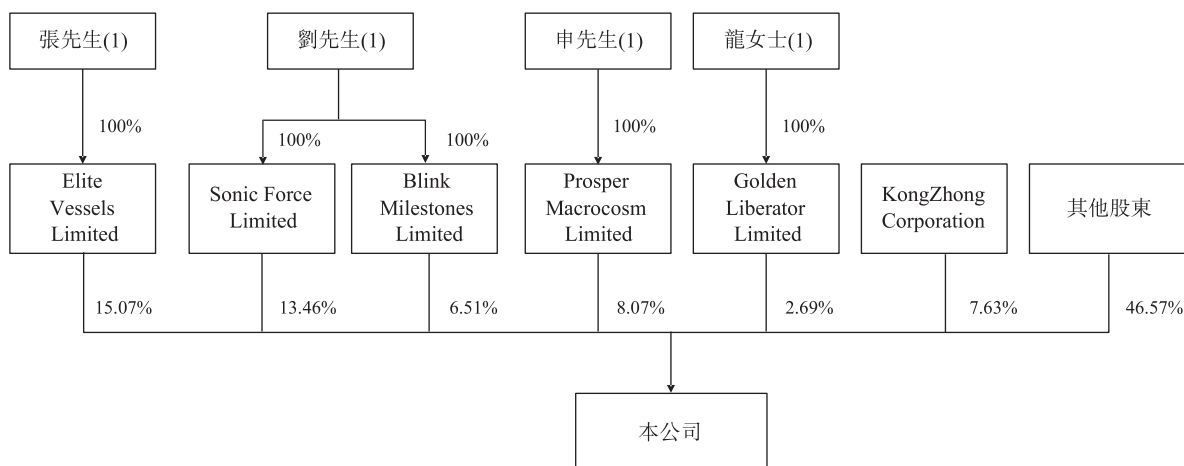 張先生(1)
劉先生(1)
申先生(1)
龍女士(1)
100%
100%
100%
100%
100%
Elite
Vessels
Limited
Sonic Force
Limited
Blink
Milestones
Limited
Prosper
Macrocosm
Limited
Golden
Liberator
Limited
KongZhong
Corporation
其他股東
15.07%
13.46%
6.51%
8.07%
2.69%
7.63%
46.57%
本公司